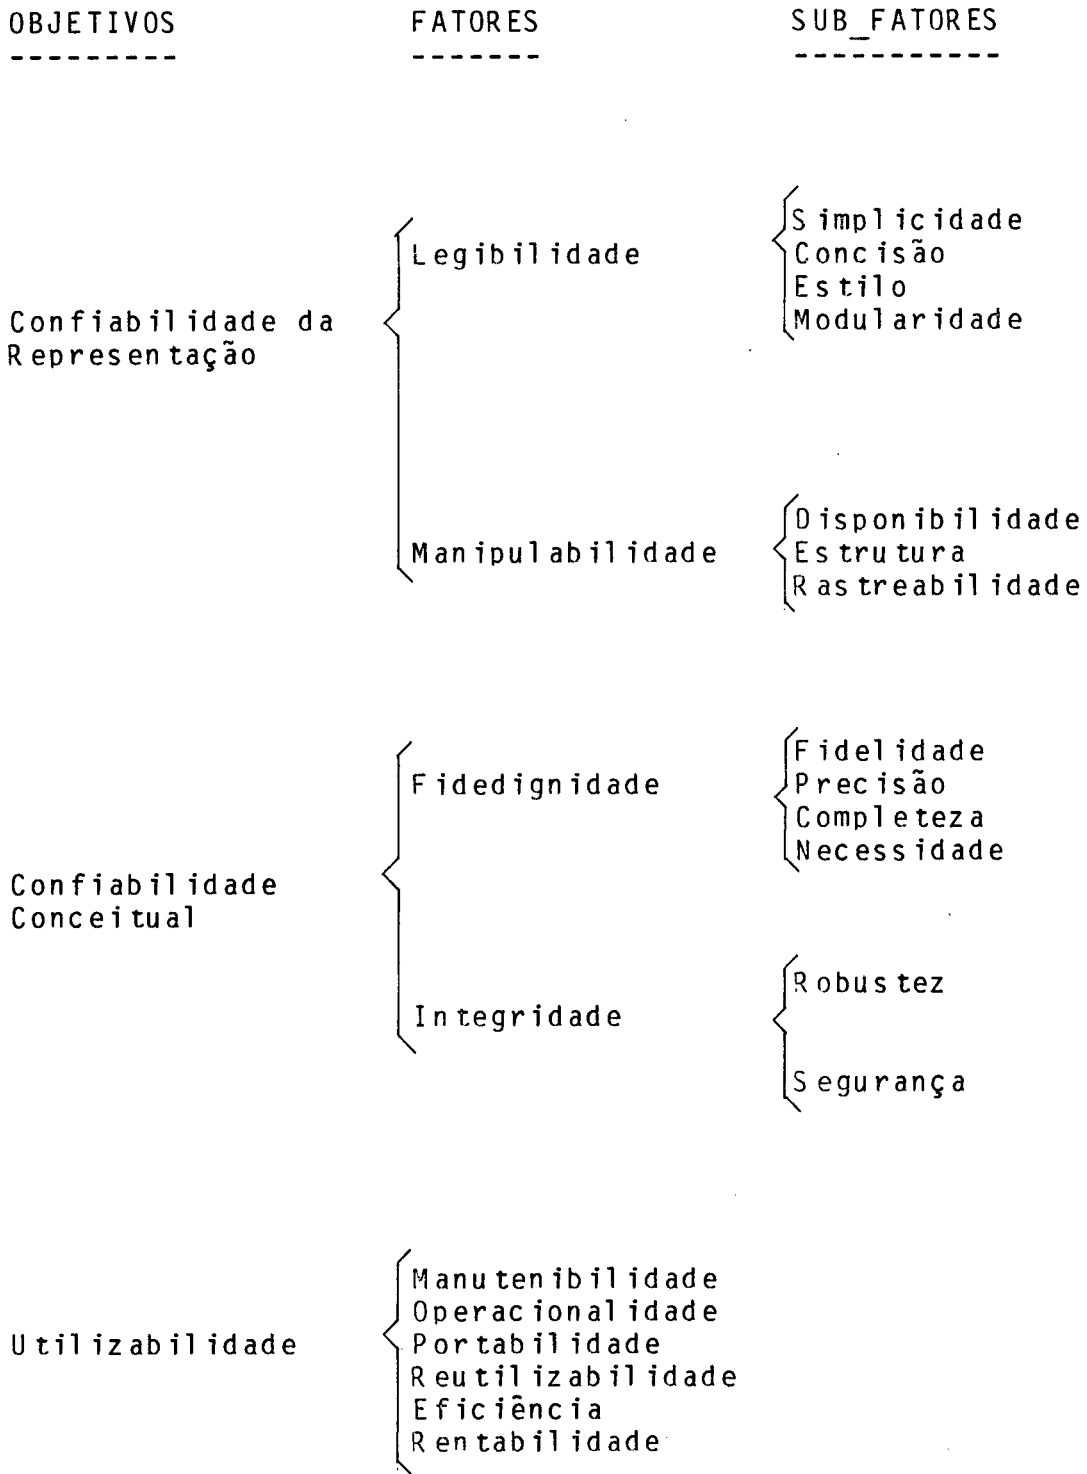 OBJETIVOS FATORES SUB_FATORES
--------- ------- -----------
Legibilidade
Simplicidade
Concisão
Estilo
Modularidade
Confiabilidade da
Representação
Manipulabilidade
Disponibilidade
Estrutura
Rastreabilidade
Fidedignidade
Fidelidade
Precisão
Completeza
Necessidade
Confiabilidade
Conceitual
Integridade
Robustez
Segurança
Utilizabilidade
Manutenibilidade
Operacionalidade
Portabilidade
Reutilizabilidade
Eficiência
Rentabilidade